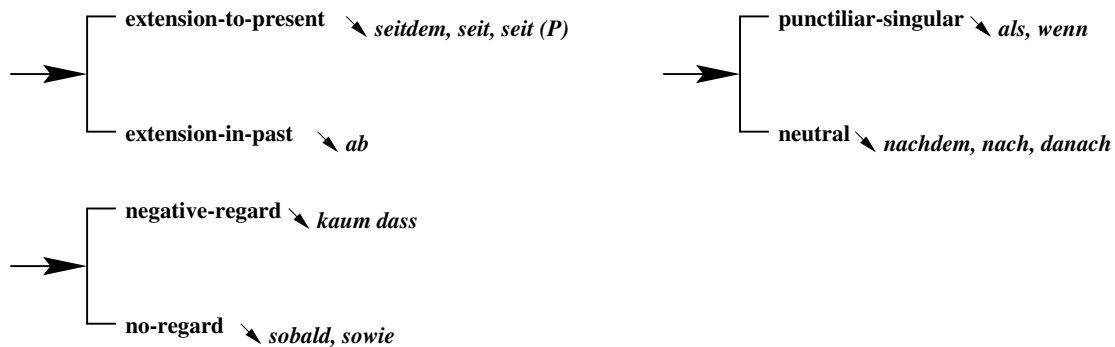 extension-to-present seitdem, seit, seit (P)
extension-in-past ab
punctiliar-singular als, wenn
neutral nachdem, nach, danach
negative-regard kaum dass
no-regard sobald, sowie